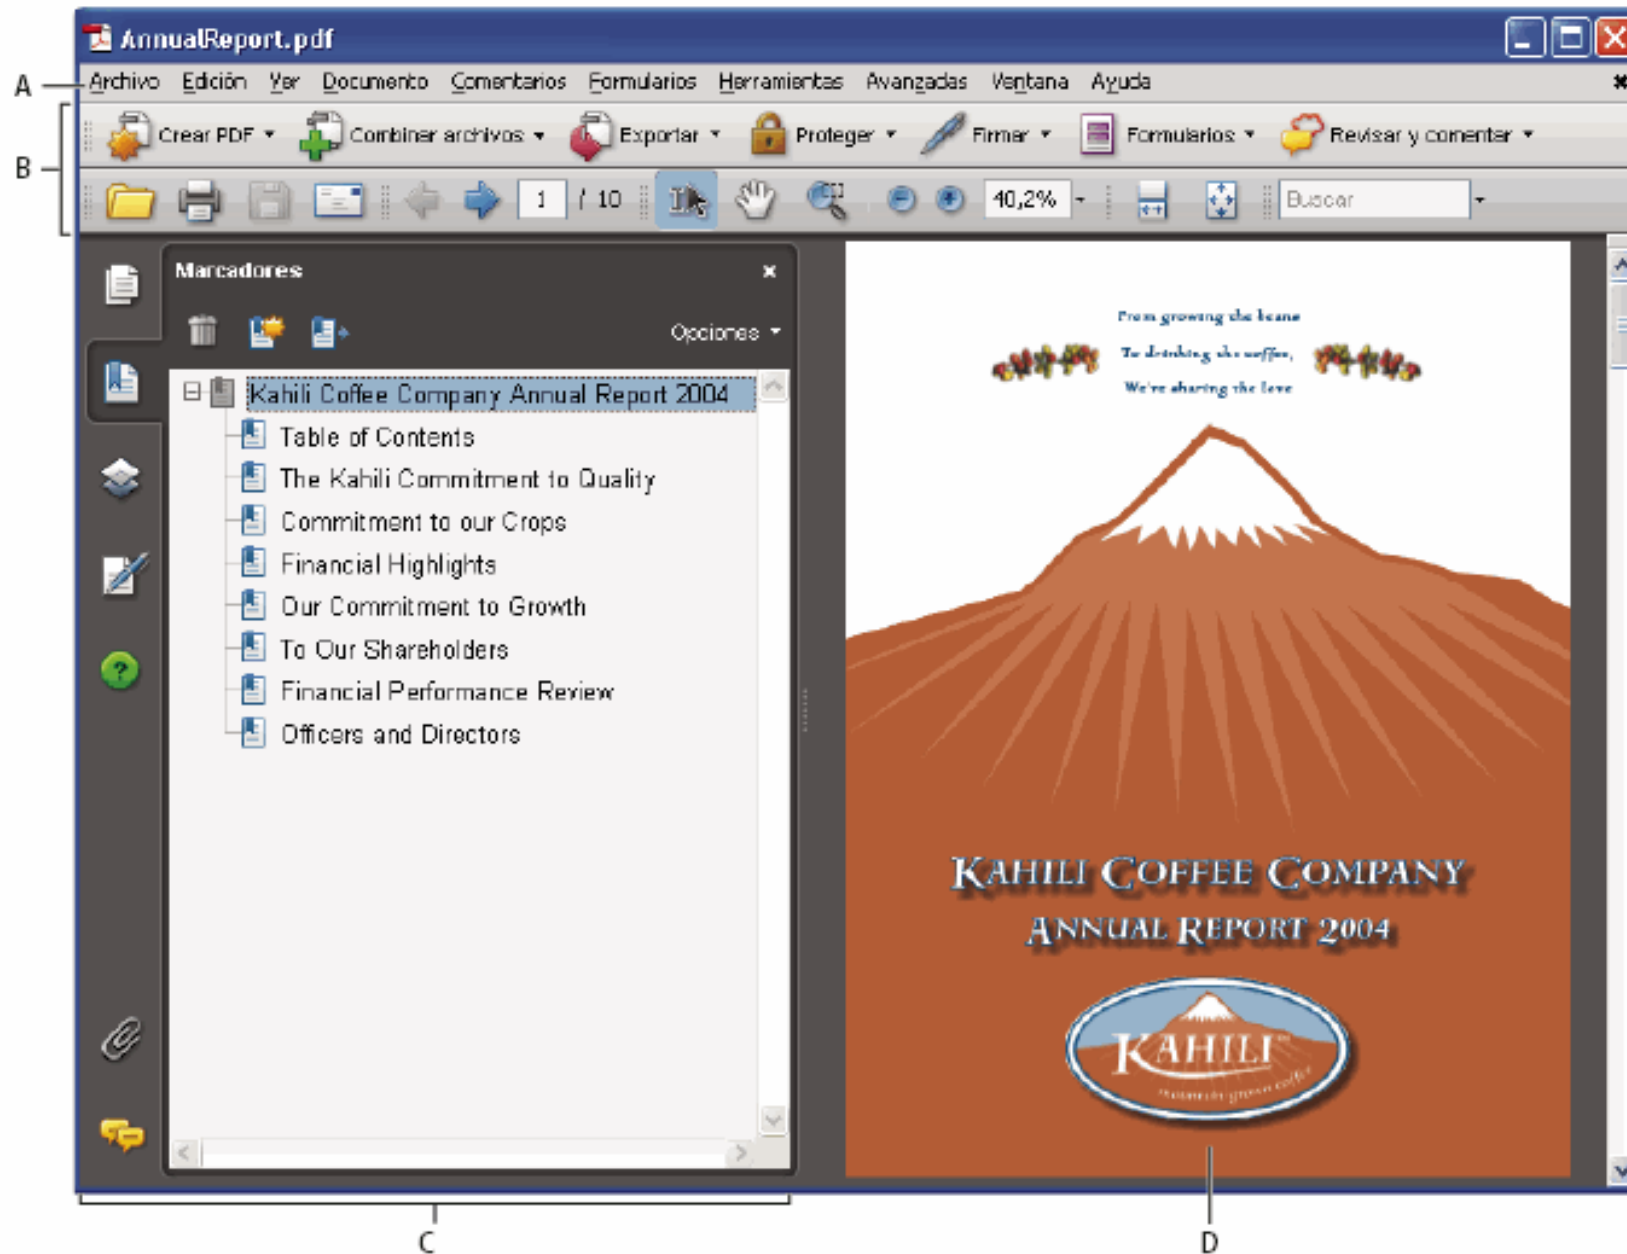 AnnualReport.pdf
A
Archivo Edición Ver Documento Comentarios Formularios Herramientas Avanzadas Ventana Ayuda
B
Crear PDF Combinar archivos Exportar Proteger Firmar Formularios Revisar y comentar
1 / 10 40,2% Buscar
Marcadores
Opciones
Kahili Coffee Company Annual Report 2004
Table of Contents
The Kahili Commitment to Quality
Commitment to our Crops
Financial Highlights
Our Commitment to Growth
To Our Shareholders
Financial Performance Review
Officers and Directors
From growing the beans
To drinking the coffee,
We're sharing the love
KAHILI COFFEE COMPANY
ANNUAL REPORT 2004
KAHILI
mountain grown coffee
C
D